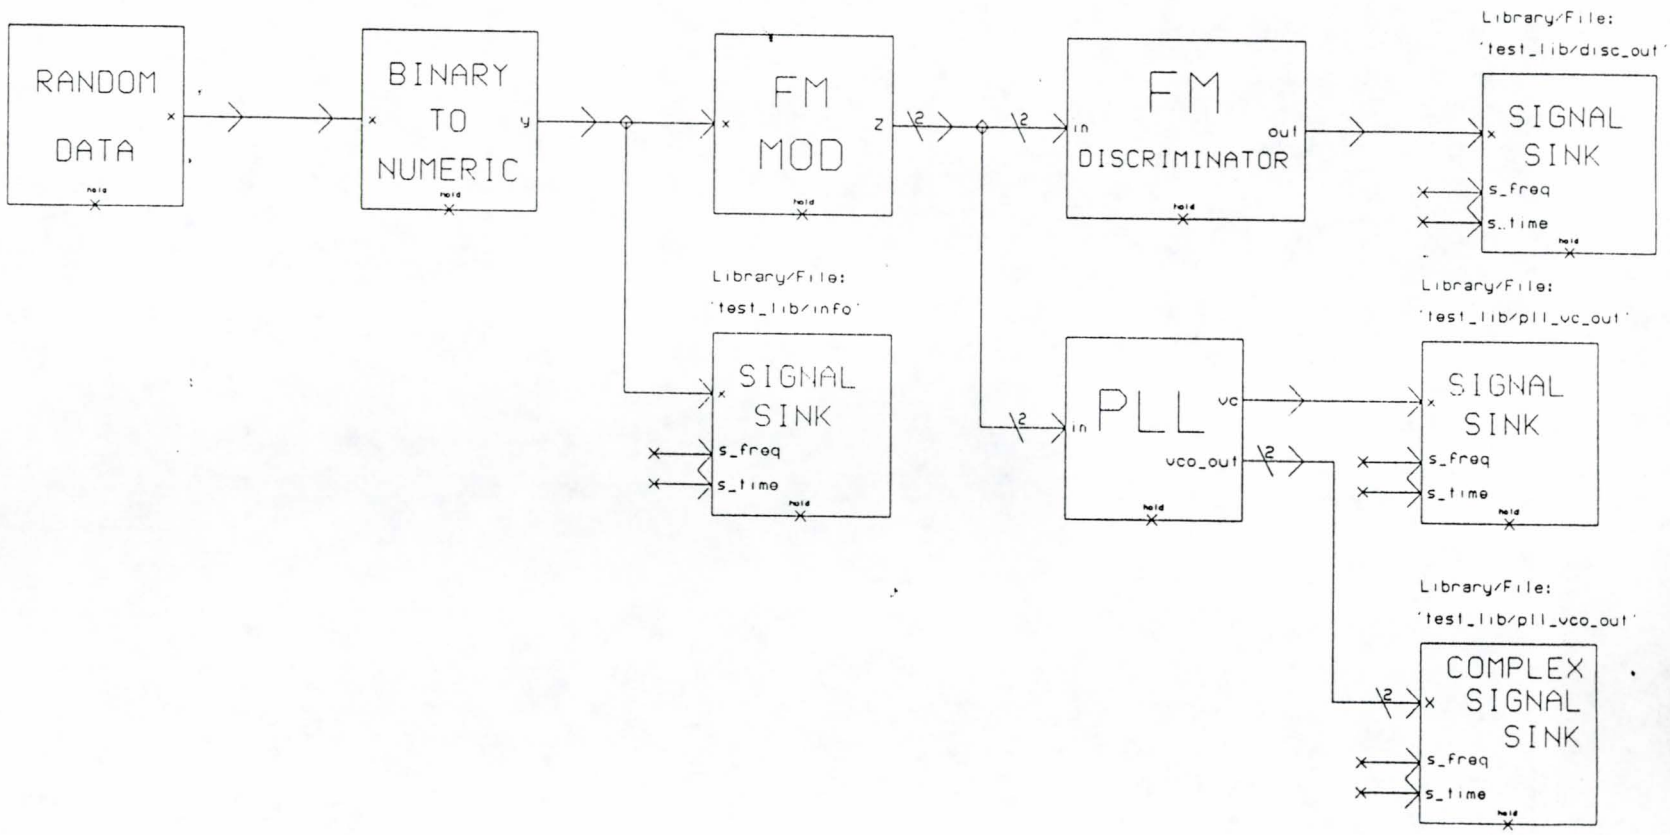 RANDOM
DATA
x
hold
BINARY
TO
NUMERIC
x
y
hold
FM
MOD
x
z
hold
2
2
FM
DISCRIMINATOR
in
out
hold
Library/File:
'test_lib/disc_out'
SIGNAL
SINK
x
s_freq
s_time
hold
Library/File:
'test_lib/info'
SIGNAL
SINK
x
s_freq
s_time
hold
2
PLL
in
vc
vco_out
2
hold
Library/File:
'test_lib/pll_vc_out'
SIGNAL
SINK
x
s_freq
s_time
hold
Library/File:
'test_lib/pll_vco_out'
2
COMPLEX
SIGNAL
SINK
x
s_freq
s_time
hold